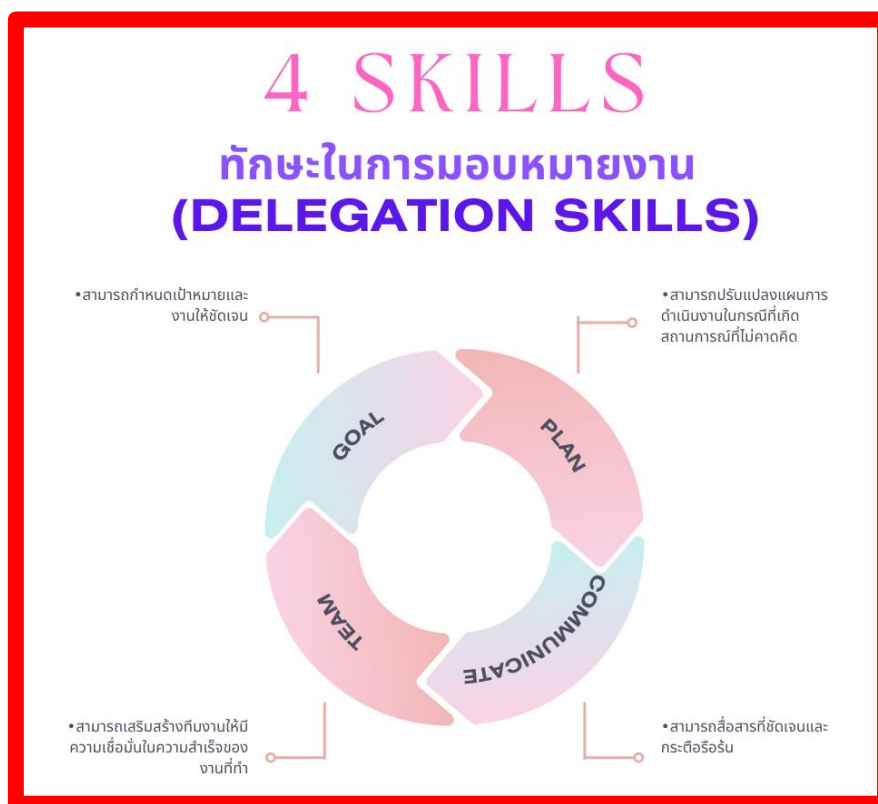 4 SKILLS
ทักษะในการมอบหมายงาน
(DELEGATION SKILLS)
•สามารถกำหนดเป้าหมายและ
งานให้ชัดเจน
•สามารถปรับแปลงแผนการ
ดำเนินงานในกรณีที่เกิด
สถานการณ์ที่ไม่คาดคิด
GOAL
PLAN
TEAM
COMMUNICATE
•สามารถเสริมสร้างทีมงานให้มี
ความเชื่อมั่นในความสำเร็จของ
งานที่ทำ
•สามารถสื่อสารที่ชัดเจนและ
กระตือรือร้น